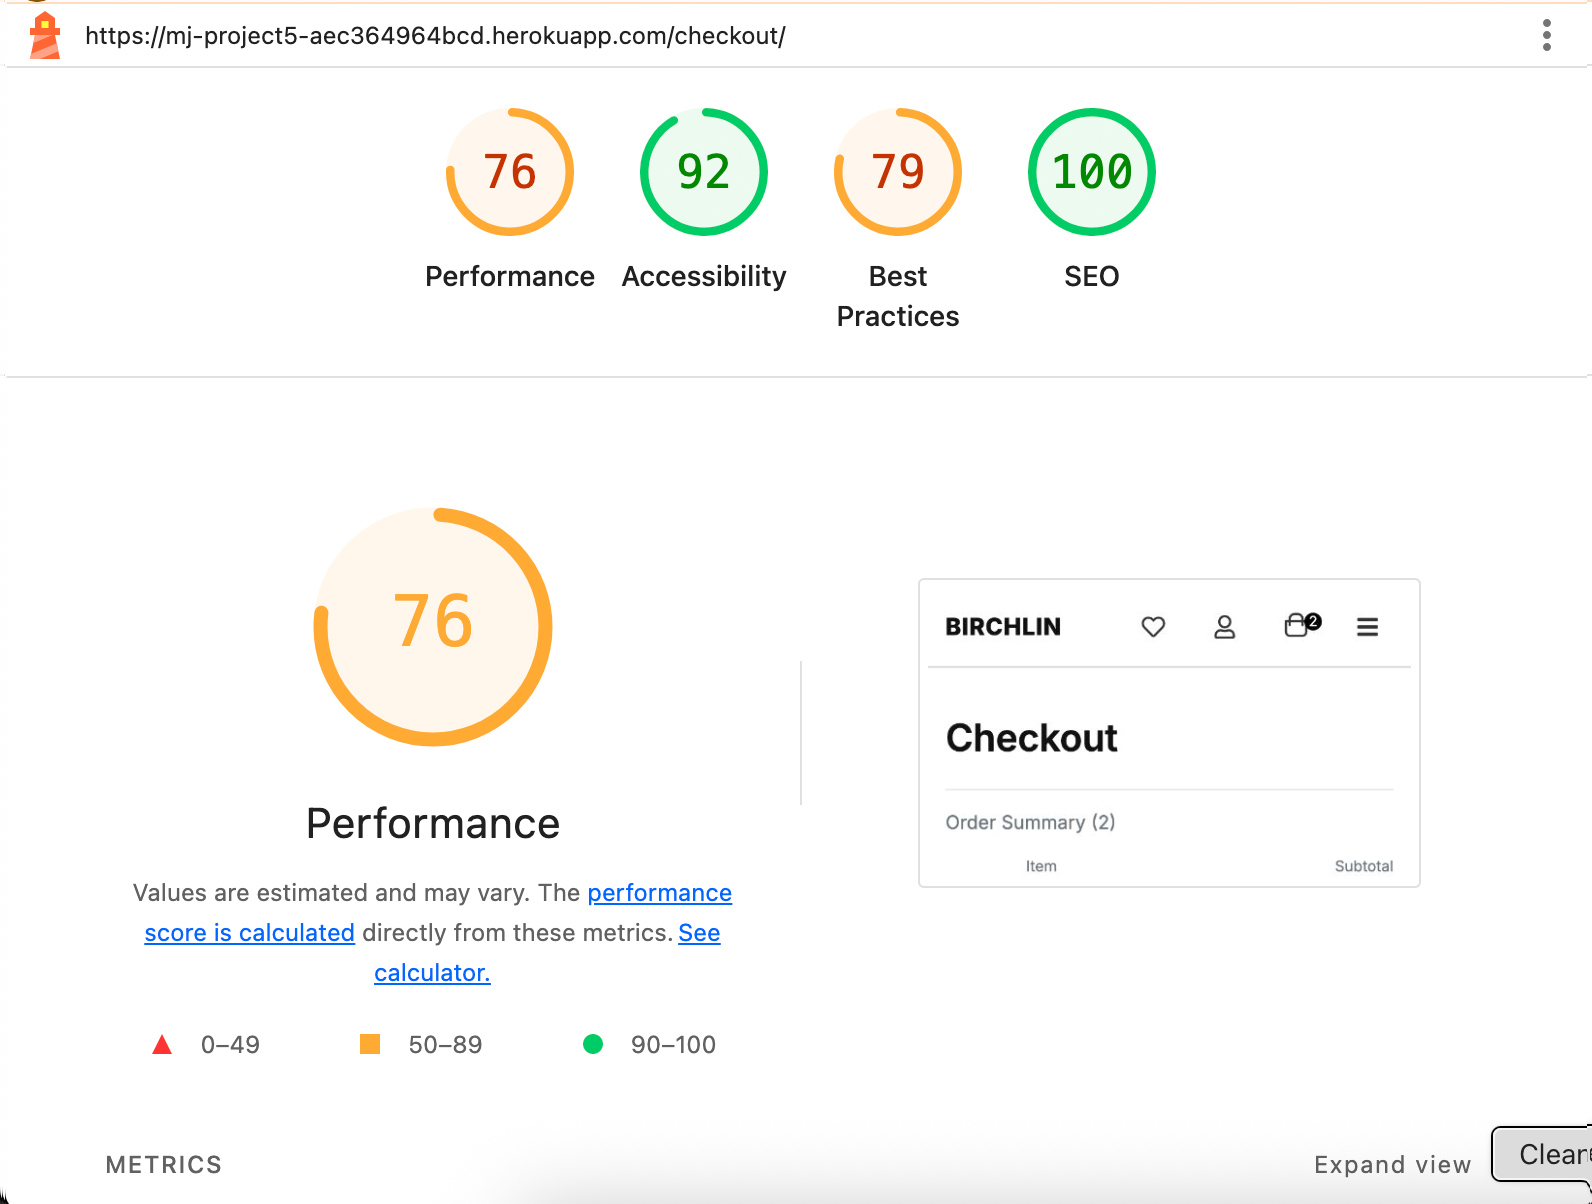 https://mj-project5-aec364964bcd.herokuapp.com/checkout/
76
92
79
100
Performance
Accessibility
Best
Practices
SEO
76
Performance
Values are estimated and may vary. The performance
score is calculated directly from these metrics. See
calculator.
0–49
50–89
90–100
BIRCHLIN
2
Checkout
Order Summary (2)
Item
Subtotal
METRICS
Expand view